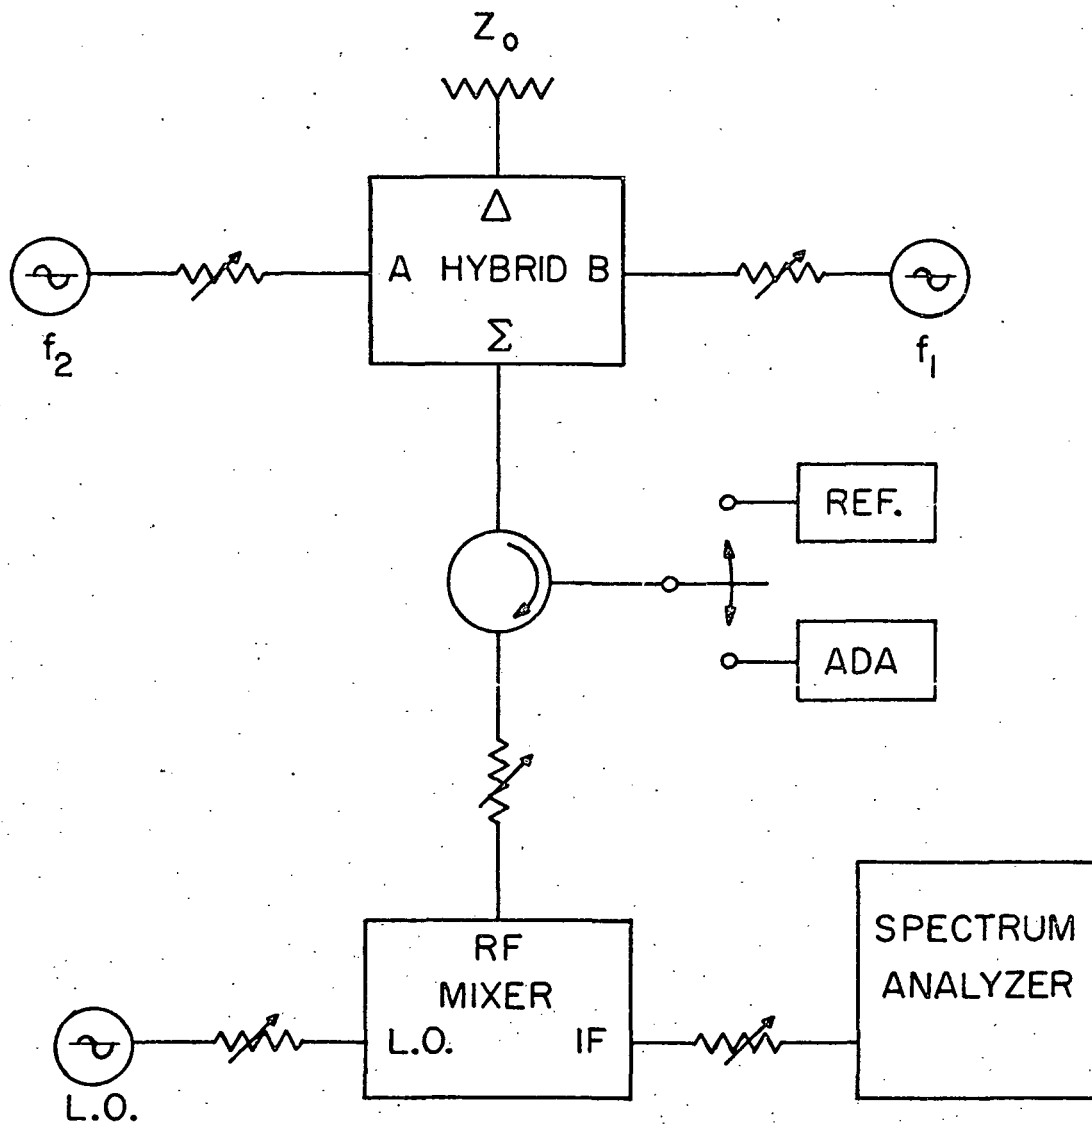 Z₀
Δ
A HYBRID B
Σ
f₂
f₁
REF.
ADA
RF
MIXER
L.O. IF
SPECTRUM
ANALYZER
L.O.